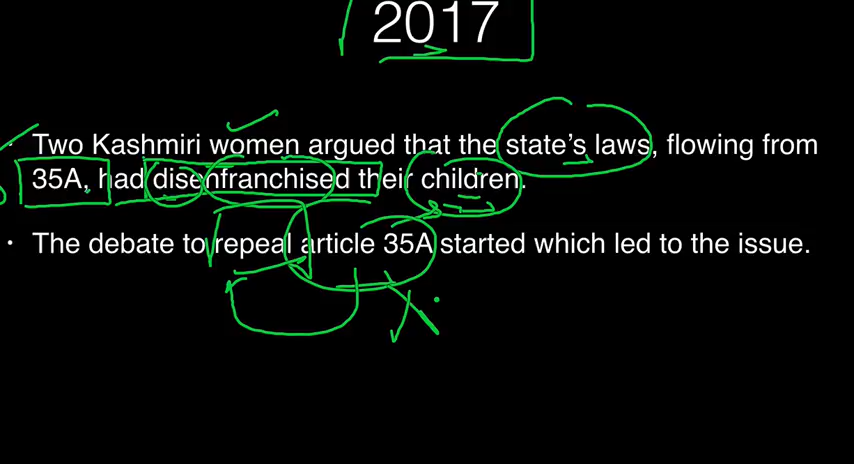 2017
Two Kashmiri women argued that the state's laws, flowing from
35A, had disenfranchised their children.
• The debate to repeal article 35A started which led to the issue.